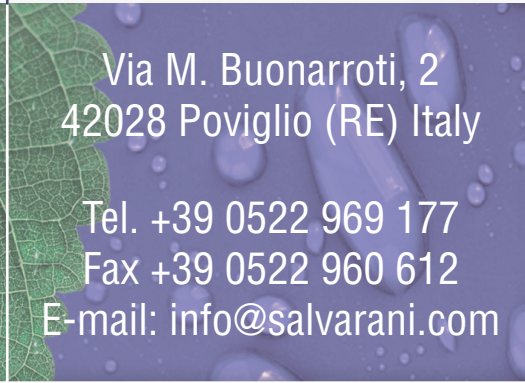 Via M. Buonarroti, 2
42028 Poviglio (RE) Italy
Tel. +39 0522 969 177
Fax +39 0522 960 612
E-mail: info@salvarani.com